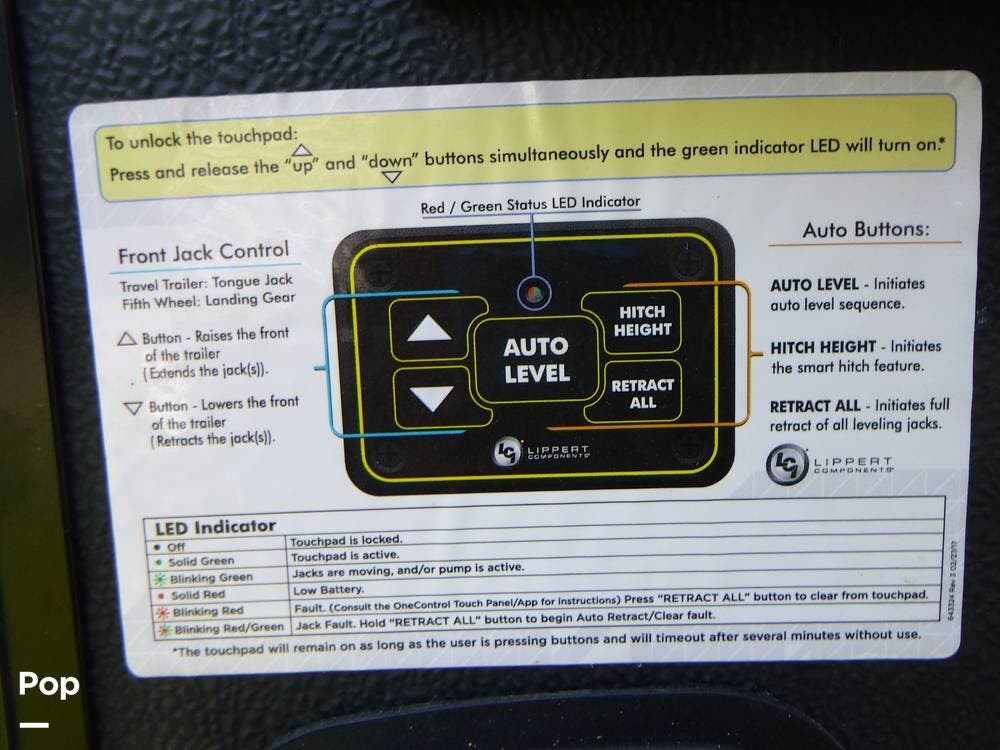 To unlock the touchpad:
Press and release the "up" and "down" buttons simultaneously and the green indicator LED will turn on.*
Red / Green Status LED Indicator
Front Jack Control
Travel Trailer: Tongue Jack
Fifth Wheel: Landing Gear
Button - Raises the front
of the trailer
(Extends the jack(s)).
Button - Lowers the front
of the trailer
(Retracts the jack(s)).
AUTO
LEVEL
HITCH
HEIGHT
RETRACT
ALL
LCI LIPPERT
COMPONENTS®
Auto Buttons:
AUTO LEVEL - Initiates
auto level sequence.
HITCH HEIGHT - Initiates
the smart hitch feature.
RETRACT ALL - Initiates full
retract of all leveling jacks.
LCI LIPPERT
COMPONENTS®
LED Indicator
Off Touchpad is locked.
Solid Green Touchpad is active.
Blinking Green Jacks are moving, and/or pump is active.
Solid Red Low Battery.
Blinking Red Fault. (Consult the OneControl Touch Panel/App for instructions) Press "RETRACT ALL" button to clear from touchpad.
Blinking Red/Green Jack Fault. Hold "RETRACT ALL" button to begin Auto Retract/Clear fault.
*The touchpad will remain on as long as the user is pressing buttons and will timeout after several minutes without use.
643324 Rev 3 02/27/17
Pop